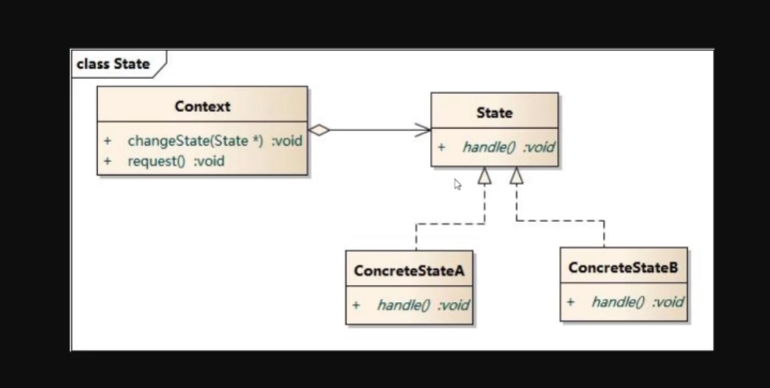 class State
Context
+ changeState(State *) :void
+ request() :void
State
+ handle() :void
ConcreteStateA
+ handle() :void
ConcreteStateB
+ handle() :void